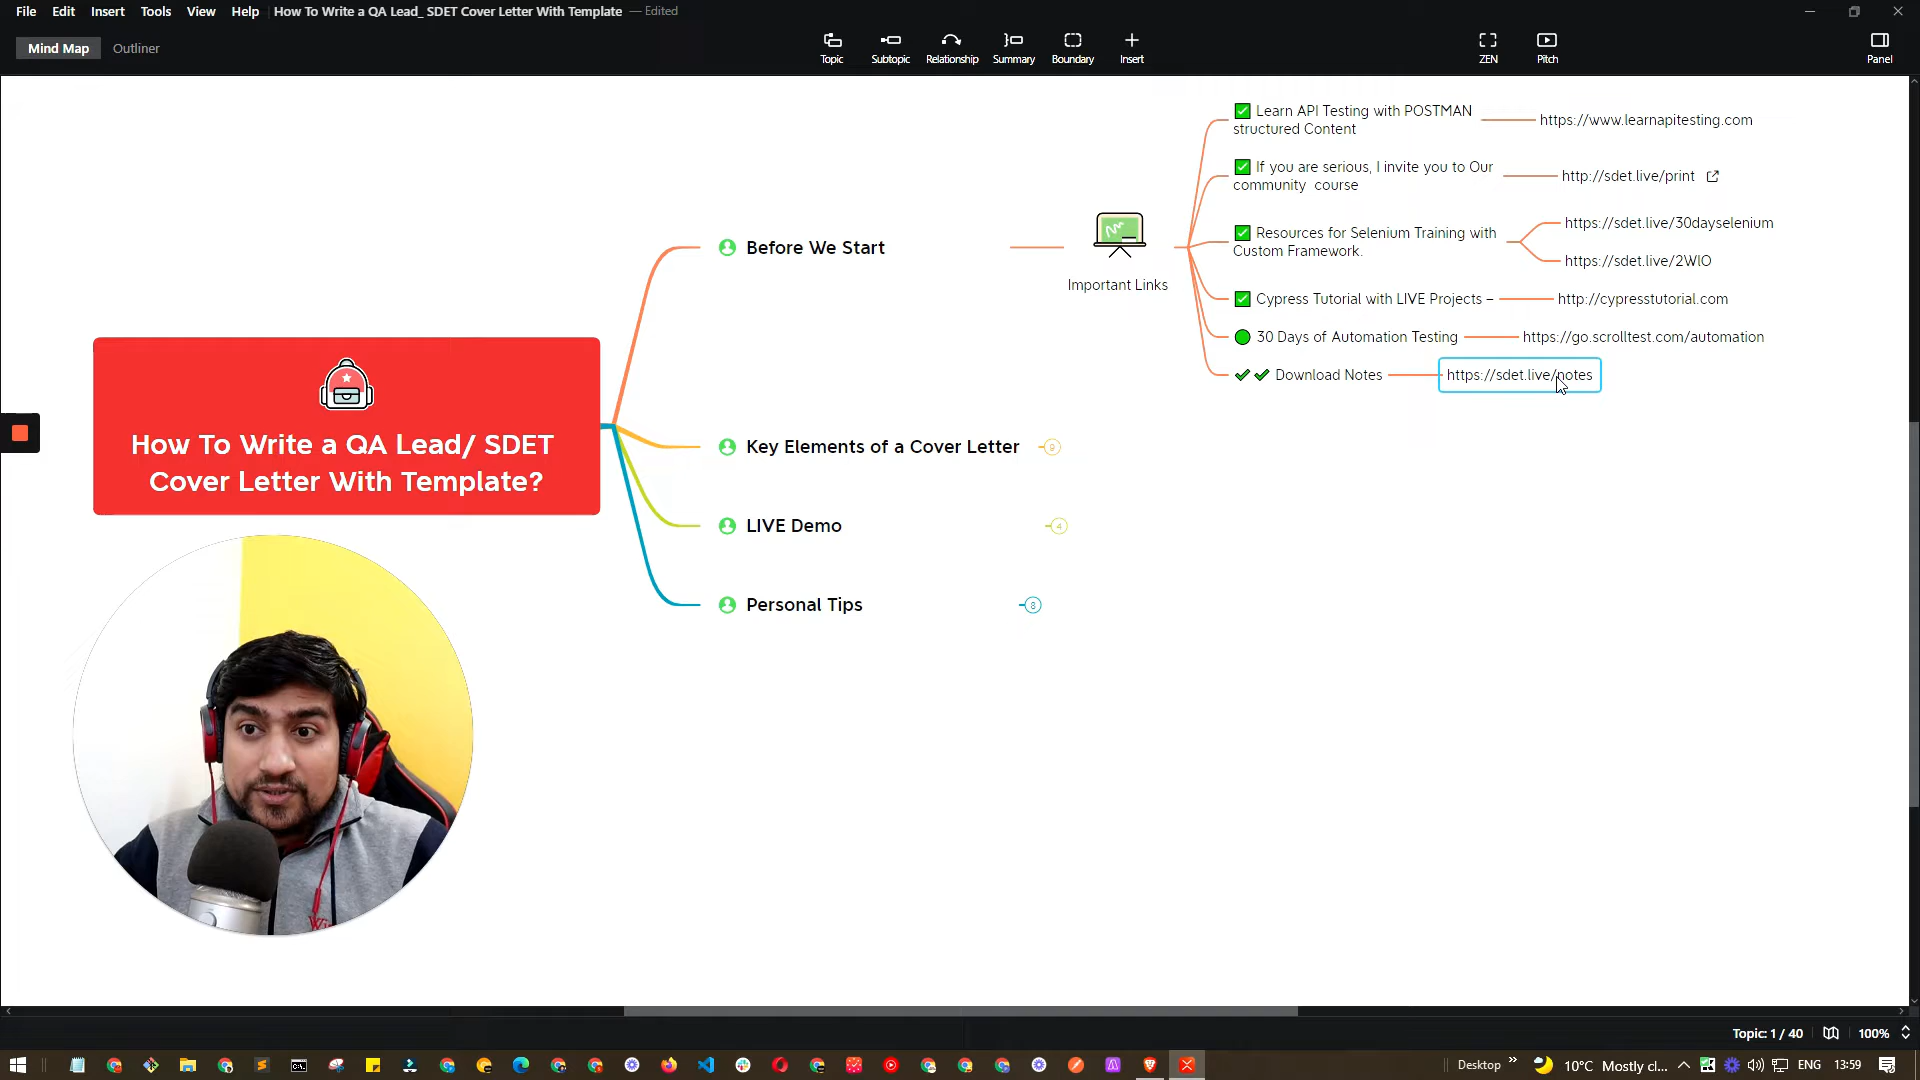 File Edit Insert Tools View Help How To Write a QA Lead_ SDET Cover Letter With Template — Edited
Mind Map Outliner
Topic Subtopic Relationship Summary Boundary Insert ZEN Pitch Panel
How To Write a QA Lead/ SDET
Cover Letter With Template?
Before We Start
Important Links
Learn API Testing with POSTMAN
structured Content
https://www.learnapitesting.com
If you are serious, I invite you to Our
community course
http://sdet.live/print
Resources for Selenium Training with
Custom Framework.
https://sdet.live/30dayselenium
https://sdet.live/2WlO
Cypress Tutorial with LIVE Projects –
http://cypresstutorial.com
30 Days of Automation Testing
https://go.scrolltest.com/automation
Download Notes
https://sdet.live/notes
Key Elements of a Cover Letter
9
LIVE Demo
4
Personal Tips
8
Topic: 1 / 40 100%
Desktop 10°C Mostly cl... ENG 13:59